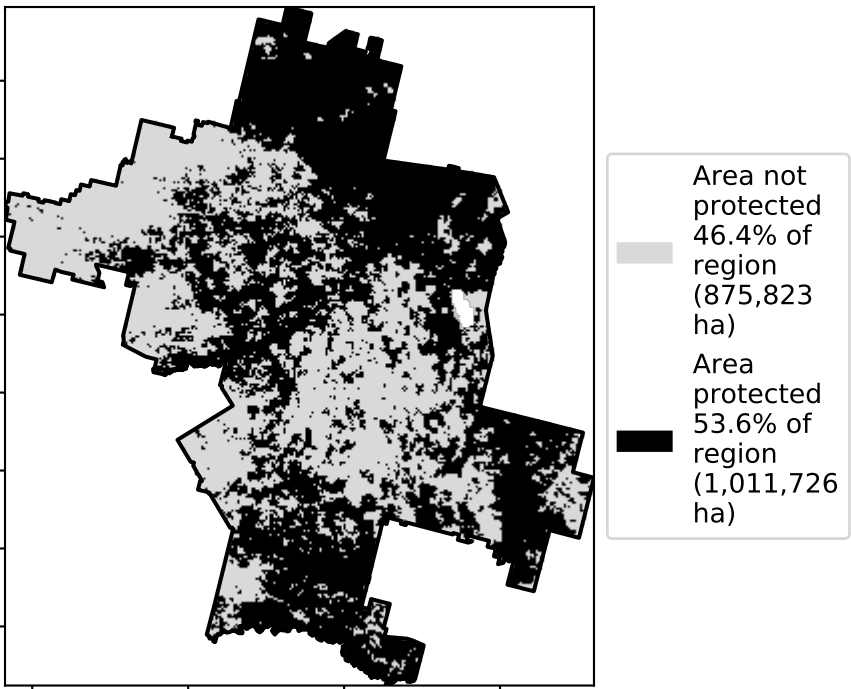 Area not
protected
46.4% of
region
(875,823
ha)
Area
protected
53.6% of
region
(1,011,726
ha)